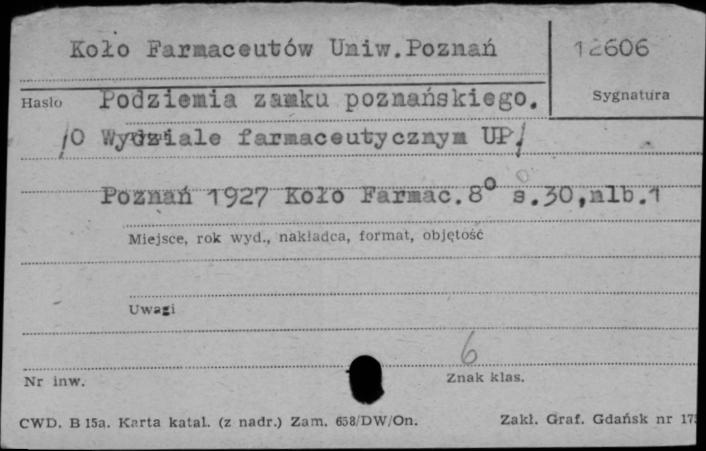 Koło Farmaceutów Uniw.Poznań
12606
Hasło Podziemia zamku poznańskiego.
Sygnatura
/O Wydziale farmaceutycznym UP/
Poznań 1927 Koło Farmac.8° s.30,nlb.1
Miejsce, rok wyd., nakładca, format, objętość
Uwagi
6
Nr inw.
Znak klas.
CWD. B 15a. Karta katal. (z nadr.) Zam. 658/DW/On.
Zakł. Graf. Gdańsk nr 175